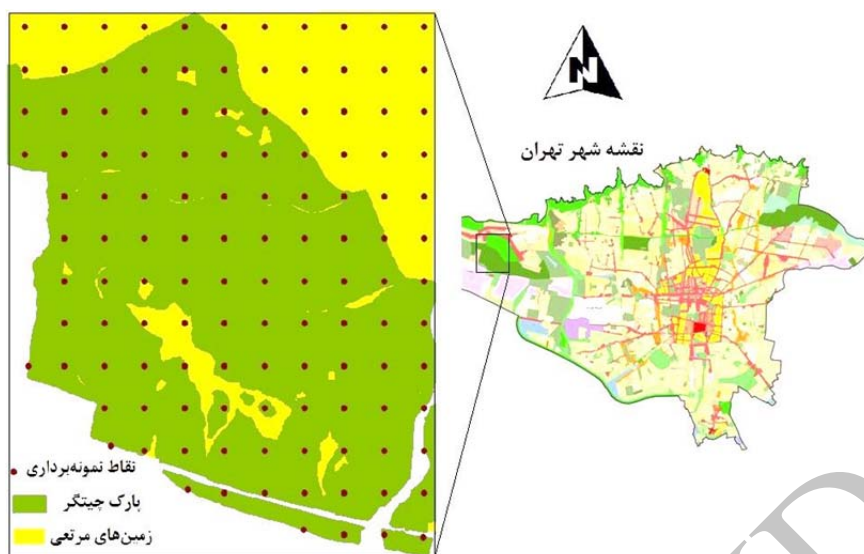 N
نقشه شهر تهران
نقاط نمونه‌برداری
پارک چیتگر
زمین‌های مرتعی